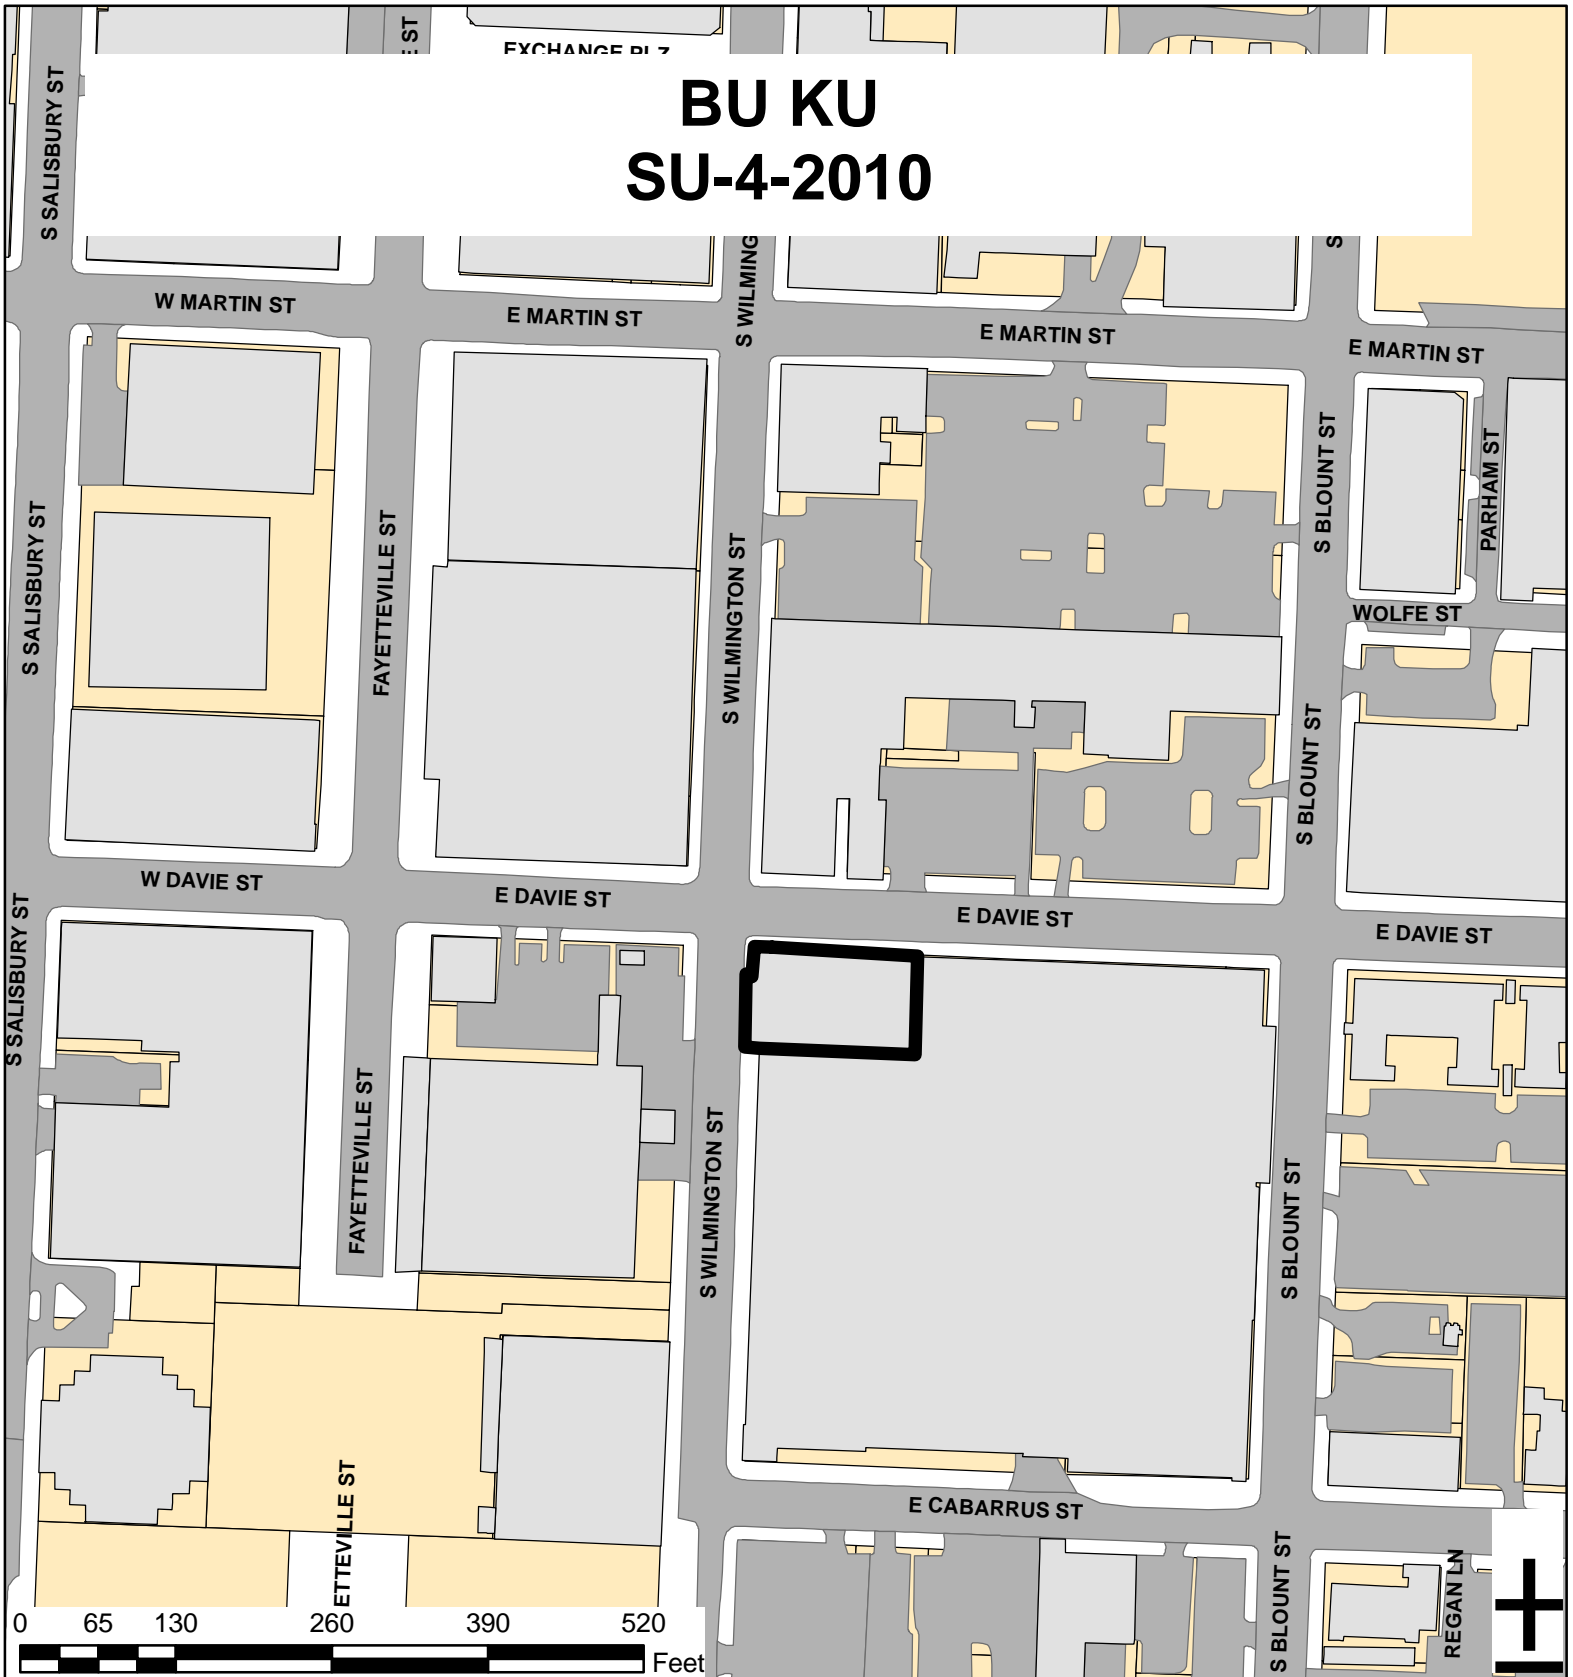 E ST
EXCHANGE PLZ
BU KU
SU-4-2010
S SALISBURY ST
S WILMING
S
W MARTIN ST
E MARTIN ST
E MARTIN ST
E MARTIN ST
S SALISBURY ST
FAYETTEVILLE ST
S WILMINGTON ST
S BLOUNT ST
PARHAM ST
WOLFE ST
S BLOUNT ST
W DAVIE ST
E DAVIE ST
E DAVIE ST
E DAVIE ST
S SALISBURY ST
FAYETTEVILLE ST
S WILMINGTON ST
S BLOUNT ST
ETTEVILLE ST
E CABARRUS ST
S BLOUNT ST
REGAN LN
0 65 130 260 390 520
Feet